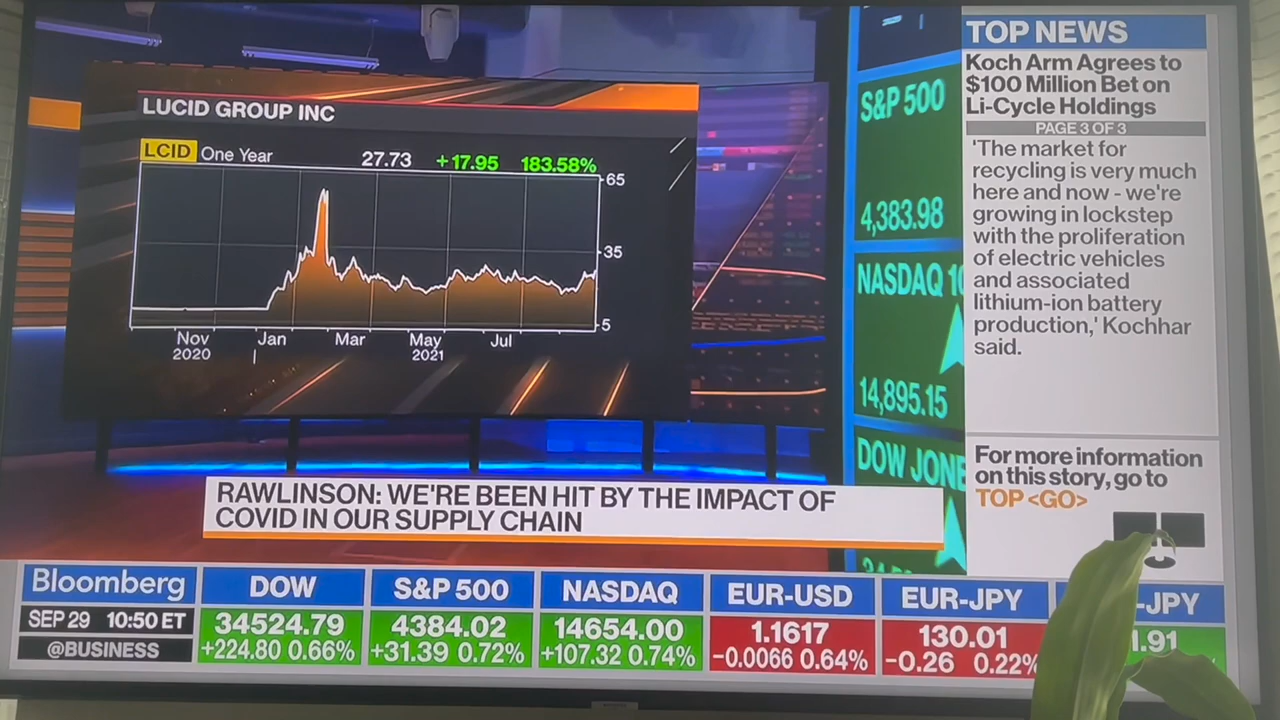 LUCID GROUP INC
LCID One Year 27.73 +17.95 183.58%
65
35
5
Nov Jan Mar May Jul
2020 2021
RAWLINSON: WE'RE BEEN HIT BY THE IMPACT OF
COVID IN OUR SUPPLY CHAIN
S&P 500
4,383.98
NASDAQ
14,895.15
DOW JONE
TOP NEWS
Koch Arm Agrees to
$100 Million Bet on
Li-Cycle Holdings
PAGE 3 OF 3
'The market for
recycling is very much
here and now - we're
growing in lockstep
with the proliferation
of electric vehicles
and associated
lithium-ion battery
production,' Kochhar
said.
For more information
on this story, go to
TOP <GO>
Bloomberg DOW S&P 500 NASDAQ EUR-USD EUR-JPY -JPY
SEP 29 10:50 ET 34524.79 4384.02 14654.00 1.1617 130.01 1.91
@BUSINESS +224.80 0.66% +31.39 0.72% +107.32 0.74% -0.0066 0.64% -0.26 0.22%